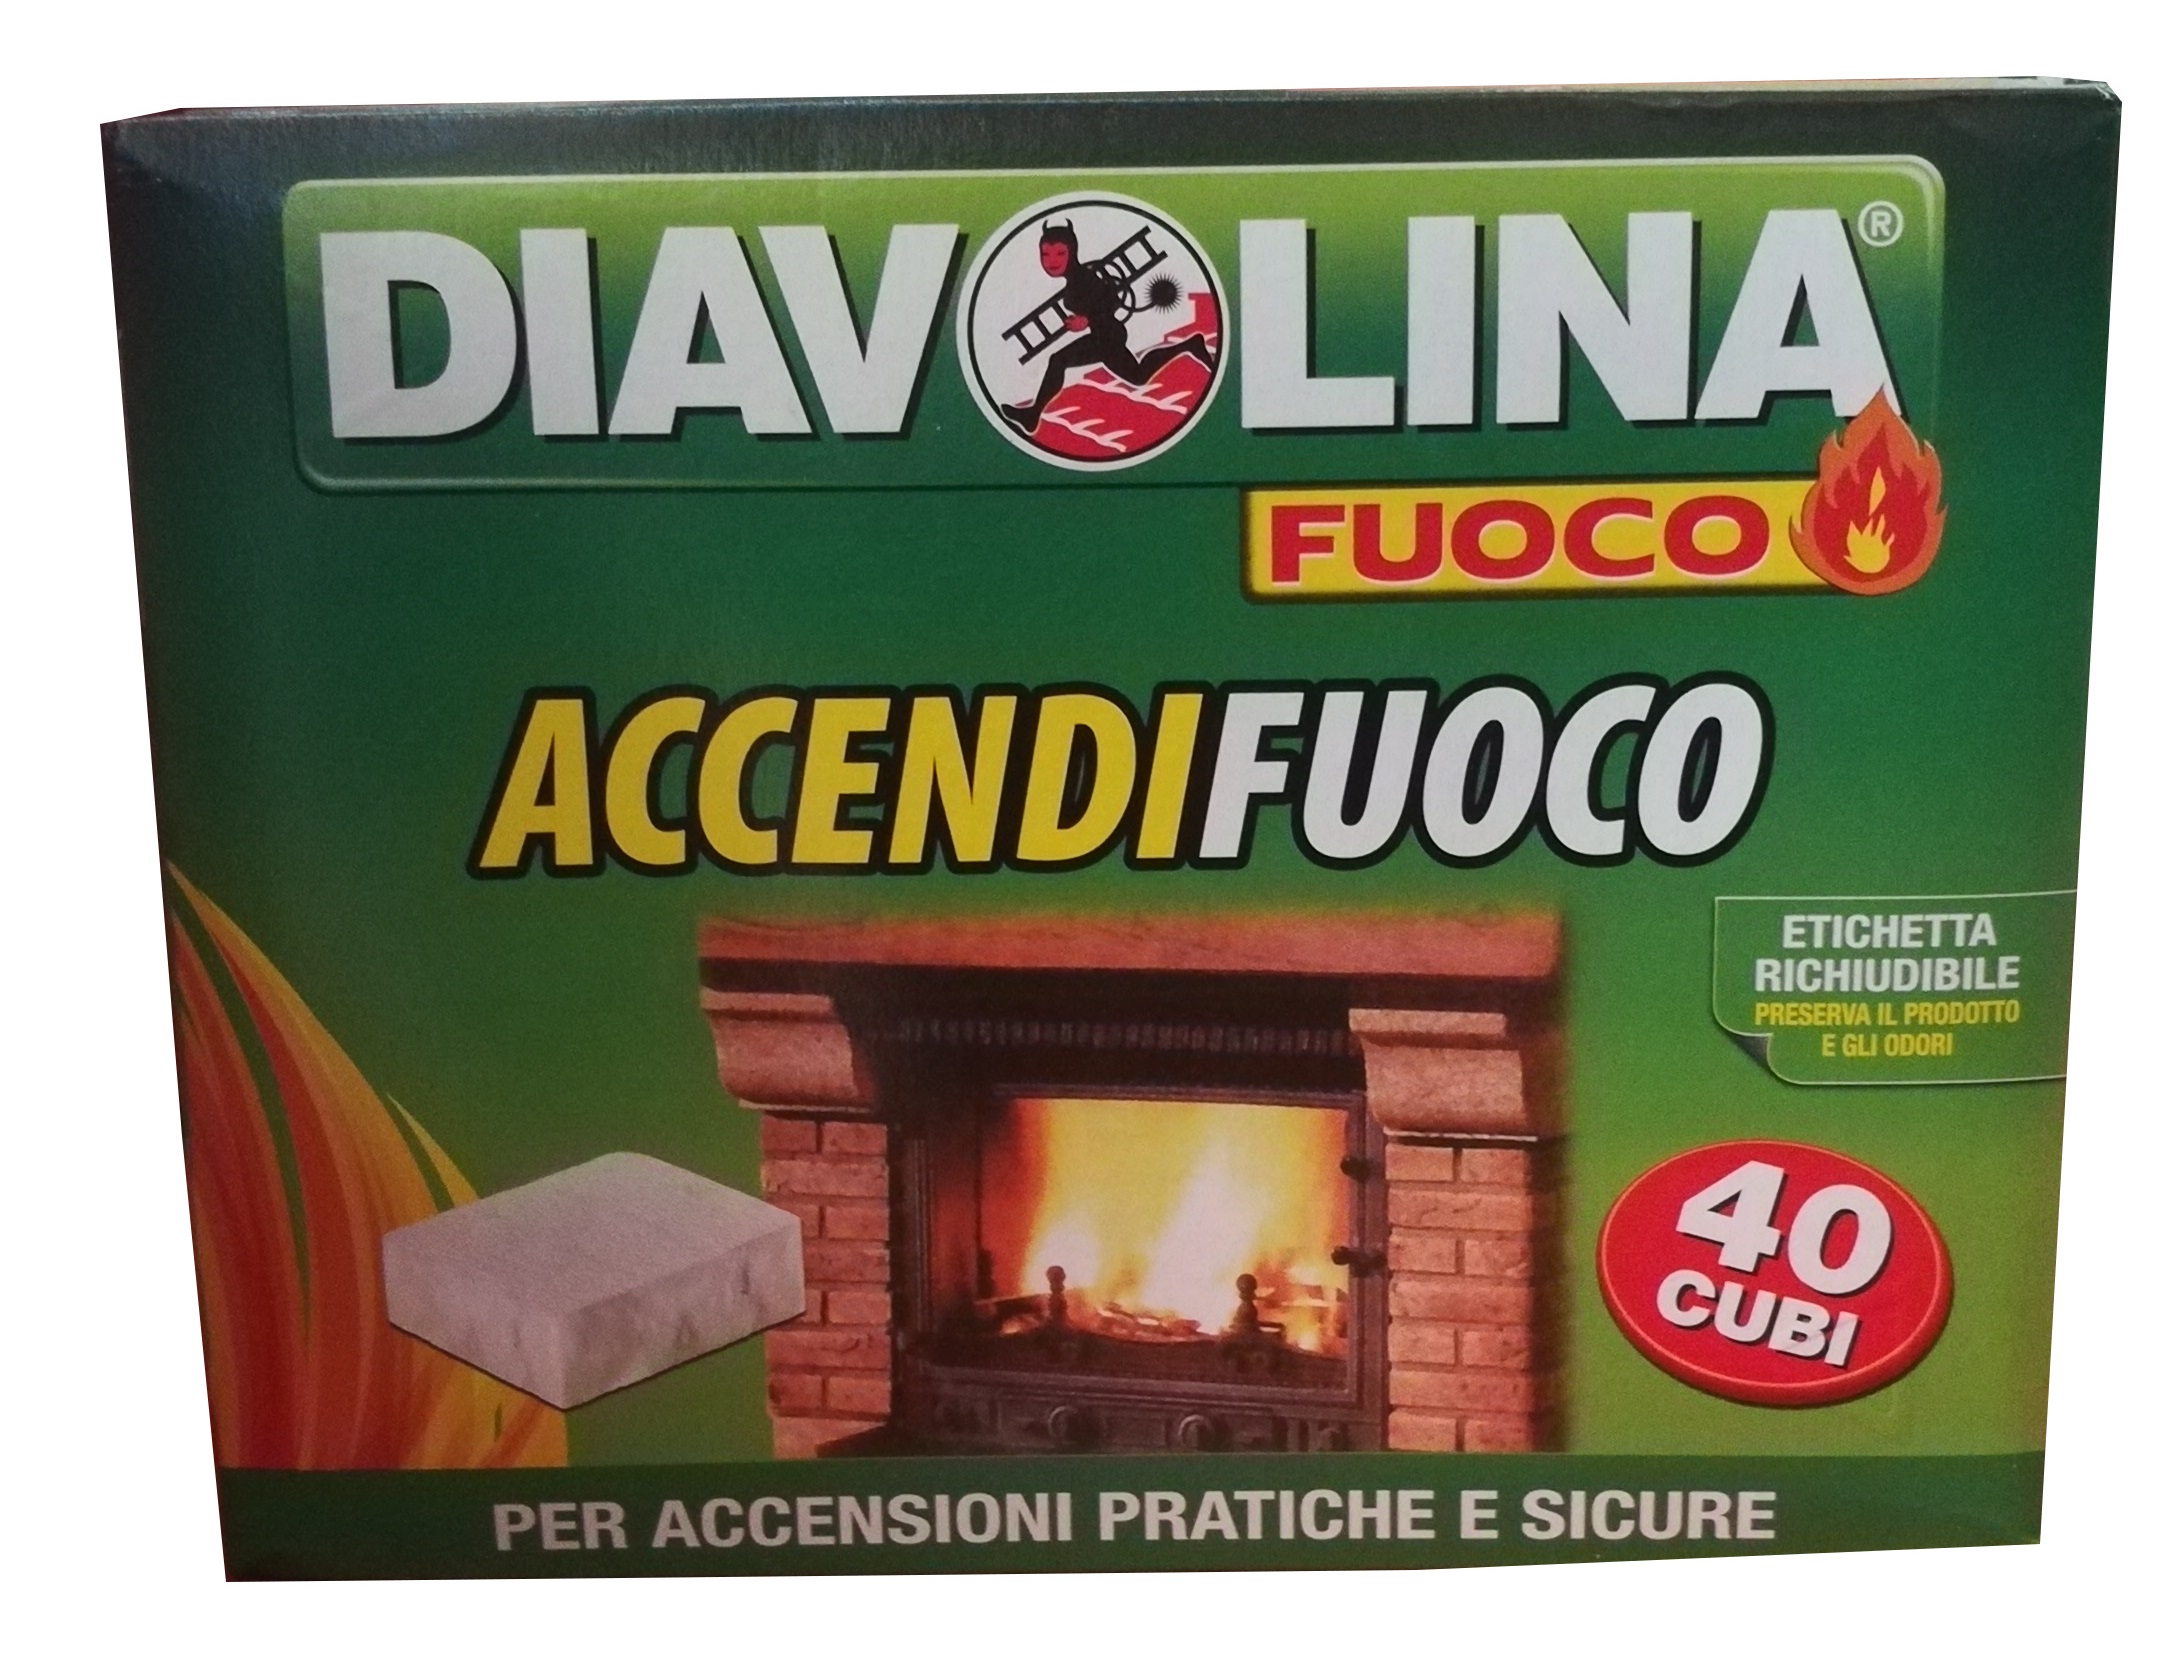 DIAVOLINA®
FUOCO
ACCENDIFUOCO
ETICHETTA
RICHIUDIBILE
PRESERVA IL PRODOTTO
E GLI ODORI
40
CUBI
PER ACCENSIONI PRATICHE E SICURE